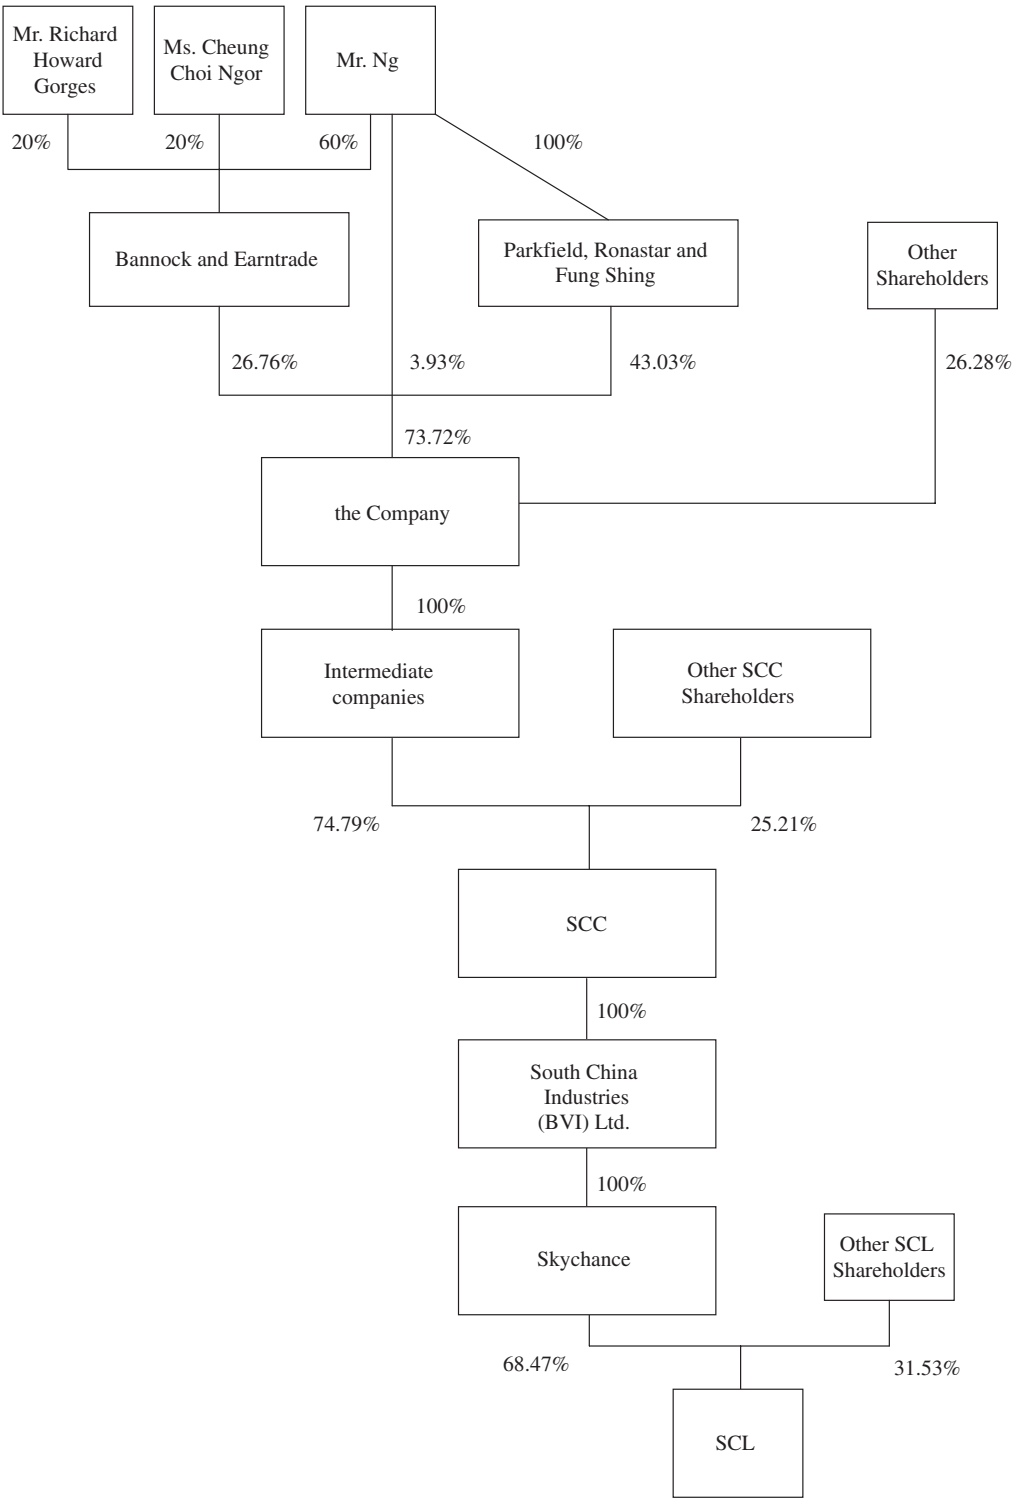 Mr. Richard
Howard
Gorges
Ms. Cheung
Choi Ngor
Mr. Ng
20%
20%
60%
100%
Bannock and Earntrade
Parkfield, Ronastar and
Fung Shing
Other
Shareholders
26.76%
3.93%
43.03%
26.28%
73.72%
the Company
100%
Intermediate
companies
Other SCC
Shareholders
74.79%
25.21%
SCC
100%
South China
Industries
(BVI) Ltd.
100%
Skychance
Other SCL
Shareholders
68.47%
31.53%
SCL